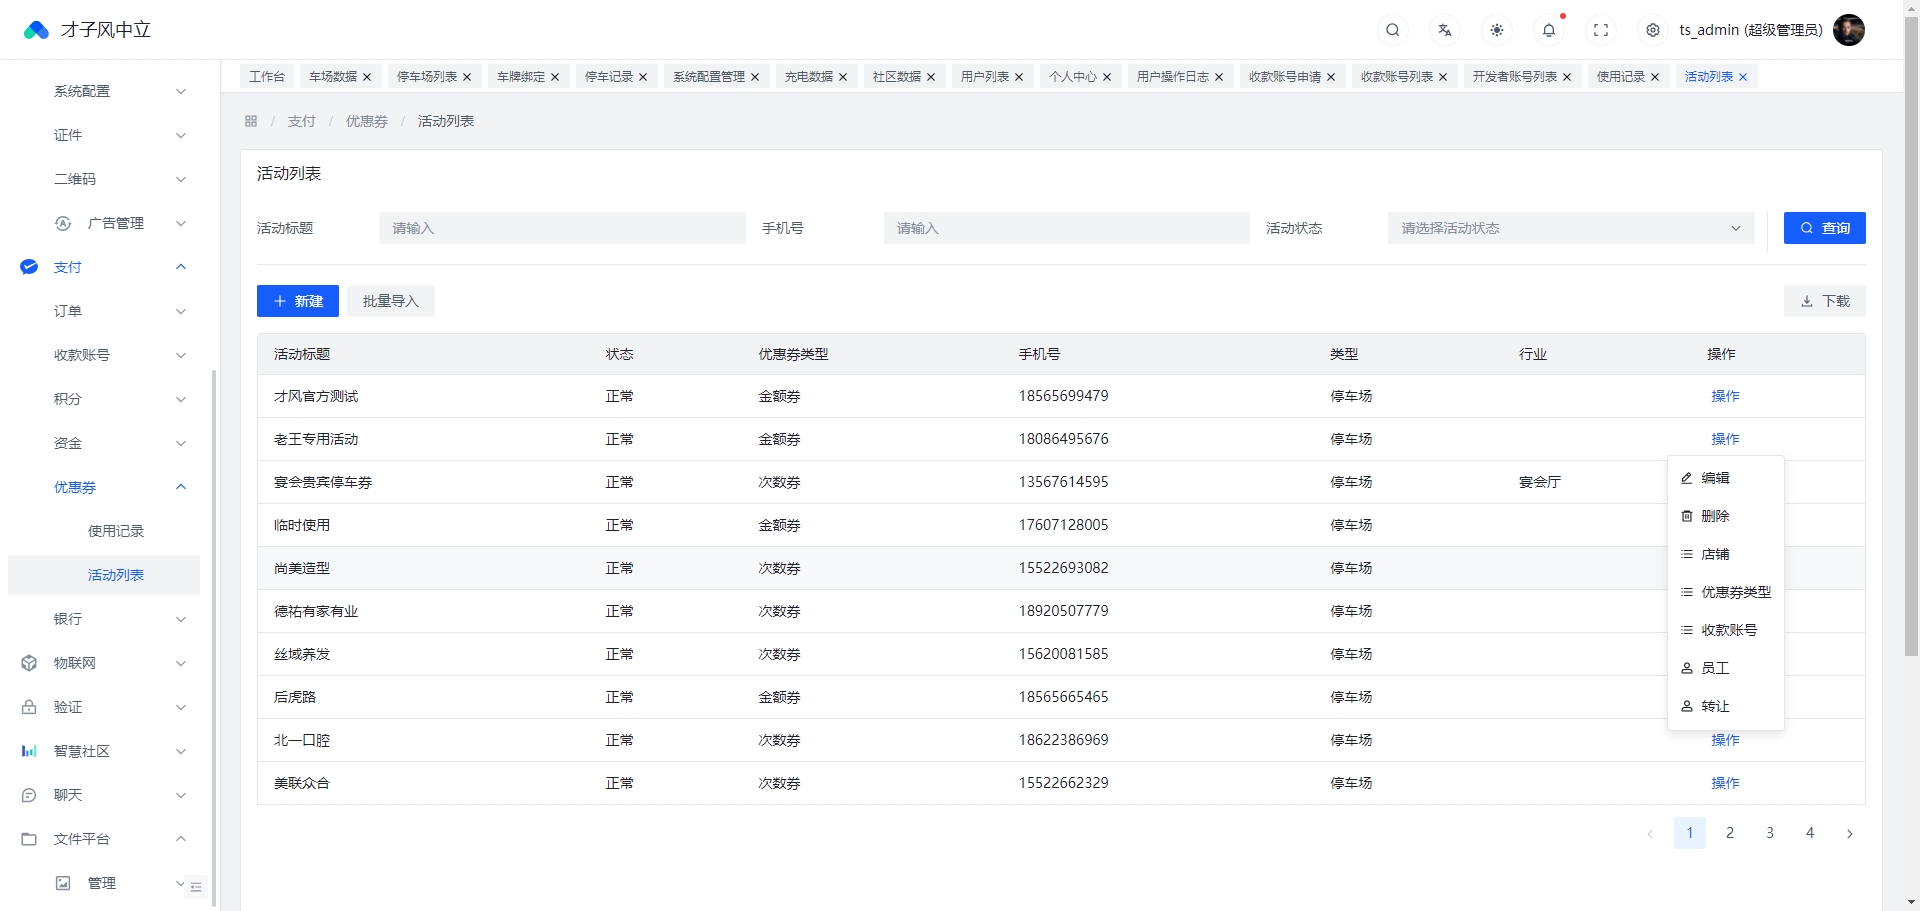 才子风中立
ts_admin (超级管理员)
工作台 车场数据 停车场列表 车牌绑定 停车记录 系统配置管理 充电数据 社区数据 用户列表 个人中心 用户操作日志 收款账号申请 收款账号列表 开发者账号列表 使用记录 活动列表
系统配置
证件
二维码
广告管理
支付
订单
收款账号
积分
资金
优惠券
使用记录
活动列表
银行
物联网
验证
智慧社区
聊天
文件平台
管理
/ 支付 / 优惠券 / 活动列表
活动列表
活动标题 请输入 手机号 请输入 活动状态 请选择活动状态 查询
新建 批量导入 下载
活动标题 状态 优惠券类型 手机号 类型 行业 操作
才风官方测试 正常 金额券 18565699479 停车场 操作
老王专用活动 正常 金额券 18086495676 停车场 操作
宴会贵宾停车券 正常 次数券 13567614595 停车场 宴会厅
临时使用 正常 金额券 17607128005 停车场
尚美造型 正常 次数券 15522693082 停车场
德祐有家有业 正常 次数券 18920507779 停车场
丝域养发 正常 次数券 15620081585 停车场
后虎路 正常 金额券 18565665465 停车场
北一口腔 正常 次数券 18622386969 停车场 操作
美联众合 正常 次数券 15522662329 停车场 操作
编辑
删除
店铺
优惠券类型
收款账号
员工
转让
1 2 3 4